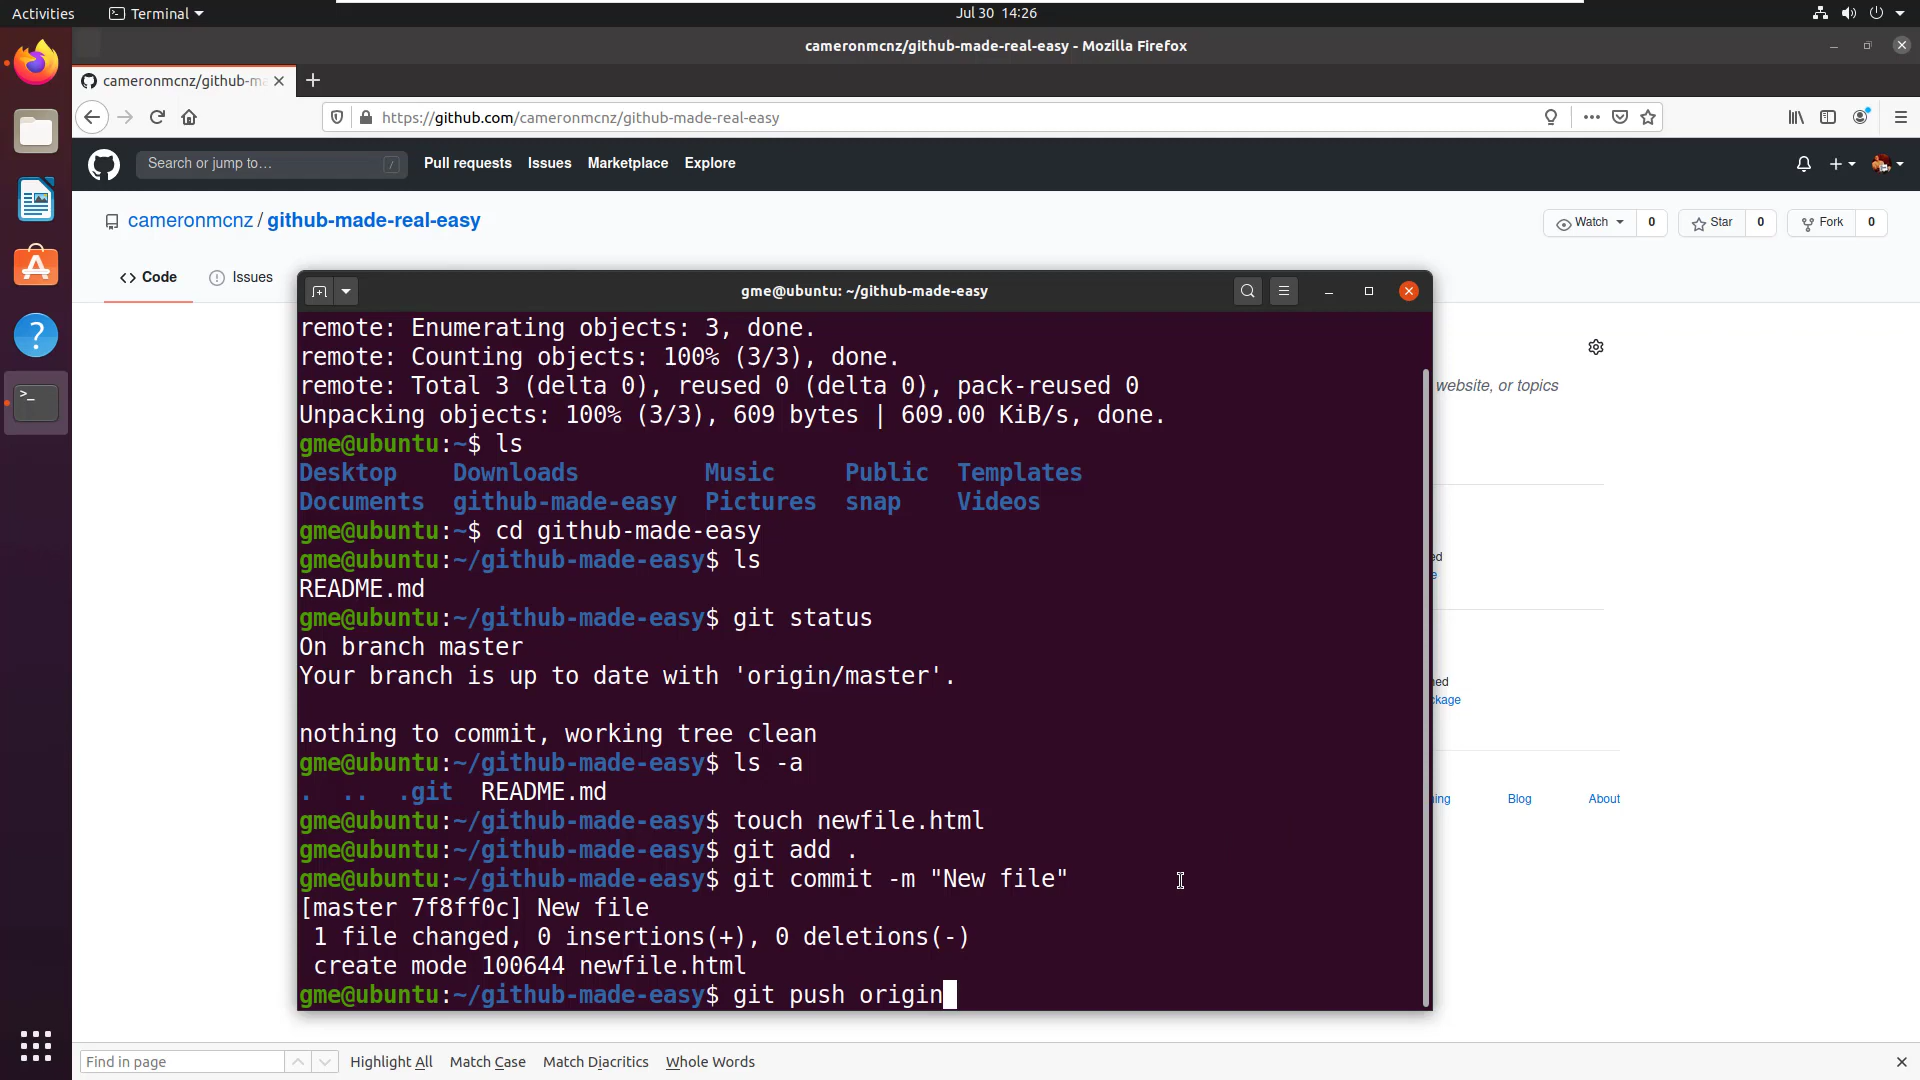 Activities
Terminal
Jul 30 14:26
cameronmcnz/github-made-real-easy - Mozilla Firefox
cameronmcnz/github-ma
https://github.com/cameronmcnz/github-made-real-easy
Search or jump to…
/
Pull requests
Issues
Marketplace
Explore
cameronmcnz / github-made-real-easy
Watch
0
Star
0
Fork
0
Code
Issues
gme@ubuntu: ~/github-made-easy
remote: Enumerating objects: 3, done.
remote: Counting objects: 100% (3/3), done.
remote: Total 3 (delta 0), reused 0 (delta 0), pack-reused 0
Unpacking objects: 100% (3/3), 609 bytes | 609.00 KiB/s, done.
gme@ubuntu:~$ ls
Desktop Downloads Music Public Templates
Documents github-made-easy Pictures snap Videos
gme@ubuntu:~$ cd github-made-easy
gme@ubuntu:~/github-made-easy$ ls
README.md
gme@ubuntu:~/github-made-easy$ git status
On branch master
Your branch is up to date with 'origin/master'.
nothing to commit, working tree clean
gme@ubuntu:~/github-made-easy$ ls -a
. .. .git README.md
gme@ubuntu:~/github-made-easy$ touch newfile.html
gme@ubuntu:~/github-made-easy$ git add .
gme@ubuntu:~/github-made-easy$ git commit -m "New file"
[master 7f8ff0c] New file
1 file changed, 0 insertions(+), 0 deletions(-)
create mode 100644 newfile.html
gme@ubuntu:~/github-made-easy$ git push origin
website, or topics
Blog
About
Find in page
Highlight All
Match Case
Match Diacritics
Whole Words